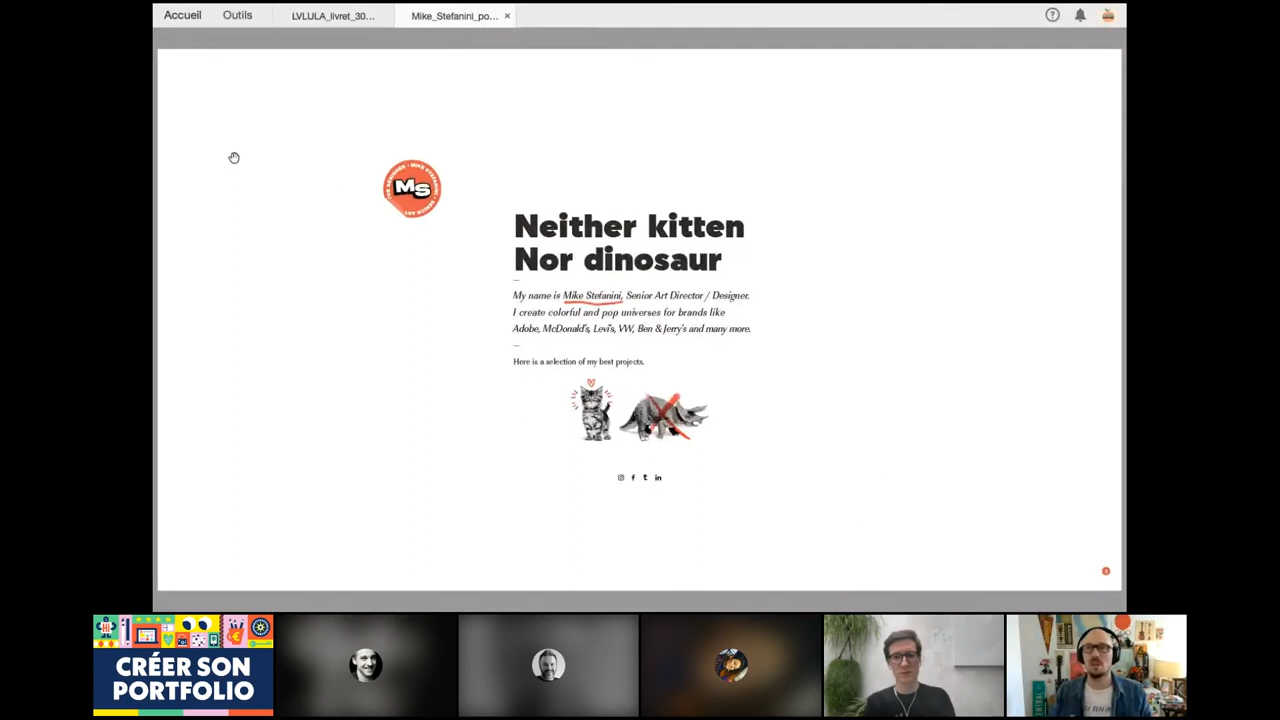 Accueil
Outils
LVLULA_livret_30...
Mike_Stefanini_po...
MS
Neither kitten
Nor dinosaur
My name is Mike Stefanini, Senior Art Director / Designer.
I create colorful and pop universes for brands like
Adobe, McDonald's, Levi's, VW, Ben & Jerry's and many more.
Here is a selection of my best projects.
HI
CRÉER SON
PORTFOLIO